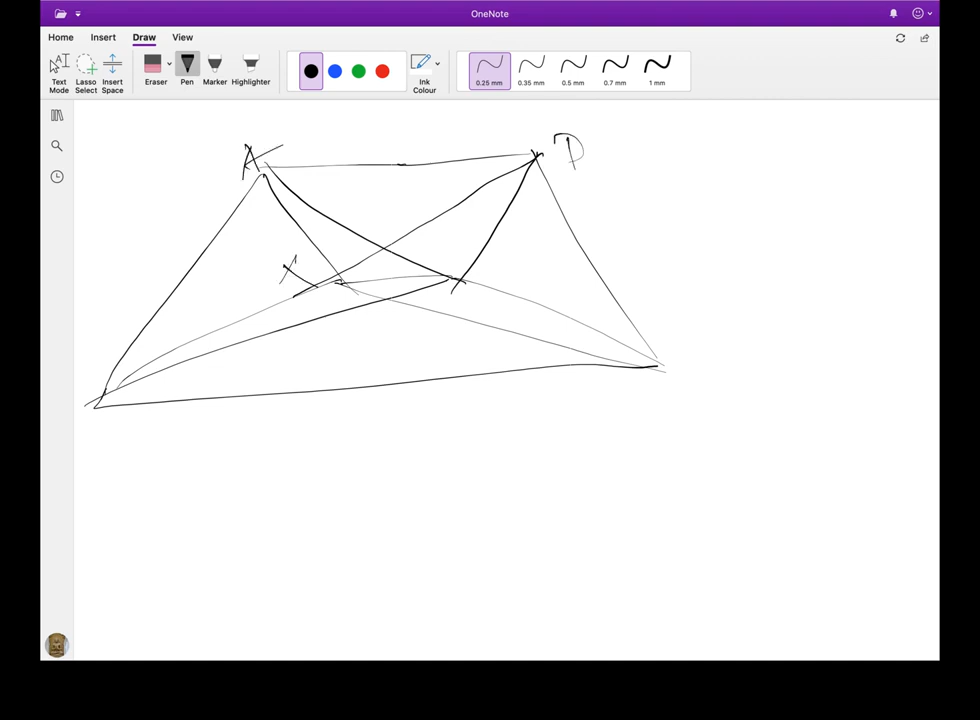 OneNote
Home Insert Draw View
Text Mode
Lasso Select
Insert Space
Eraser
Pen
Marker
Highlighter
Ink Colour
0.25 mm
0.35 mm
0.5 mm
0.7 mm
1 mm
A
D
X